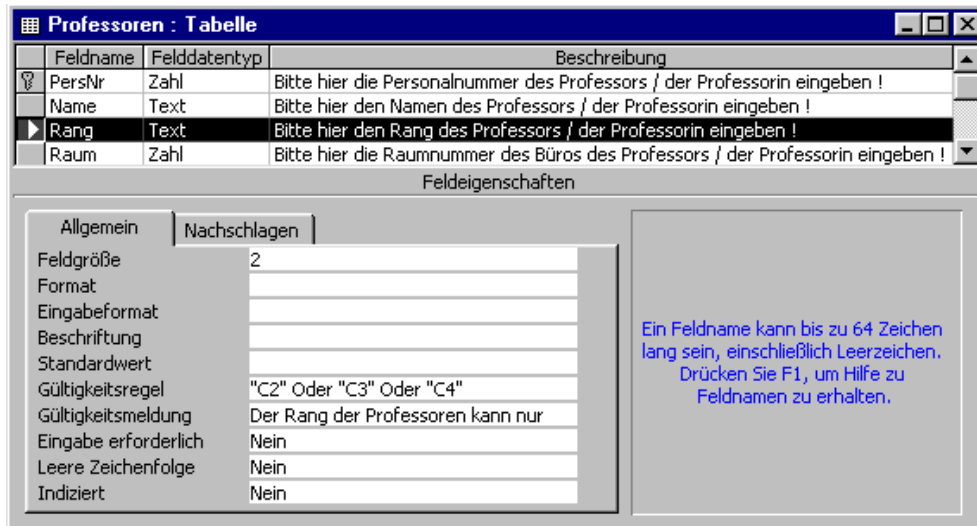 Professoren : Tabelle
Feldname Felddatentyp Beschreibung
PersNr Zahl Bitte hier die Personalnummer des Professors / der Professorin eingeben !
Name Text Bitte hier den Namen des Professors / der Professorin eingeben !
Rang Text Bitte hier den Rang des Professors / der Professorin eingeben !
Raum Zahl Bitte hier die Raumnummer des Büros des Professors / der Professorin eingeben !
Feldeigenschaften
Allgemein Nachschlagen
Feldgröße 2
Format
Eingabeformat
Beschriftung
Standardwert
Gültigkeitsregel "C2" Oder "C3" Oder "C4"
Gültigkeitsmeldung Der Rang der Professoren kann nur
Eingabe erforderlich Nein
Leere Zeichenfolge Nein
Indiziert Nein
Ein Feldname kann bis zu 64 Zeichen
lang sein, einschließlich Leerzeichen.
Drücken Sie F1, um Hilfe zu
Feldnamen zu erhalten.